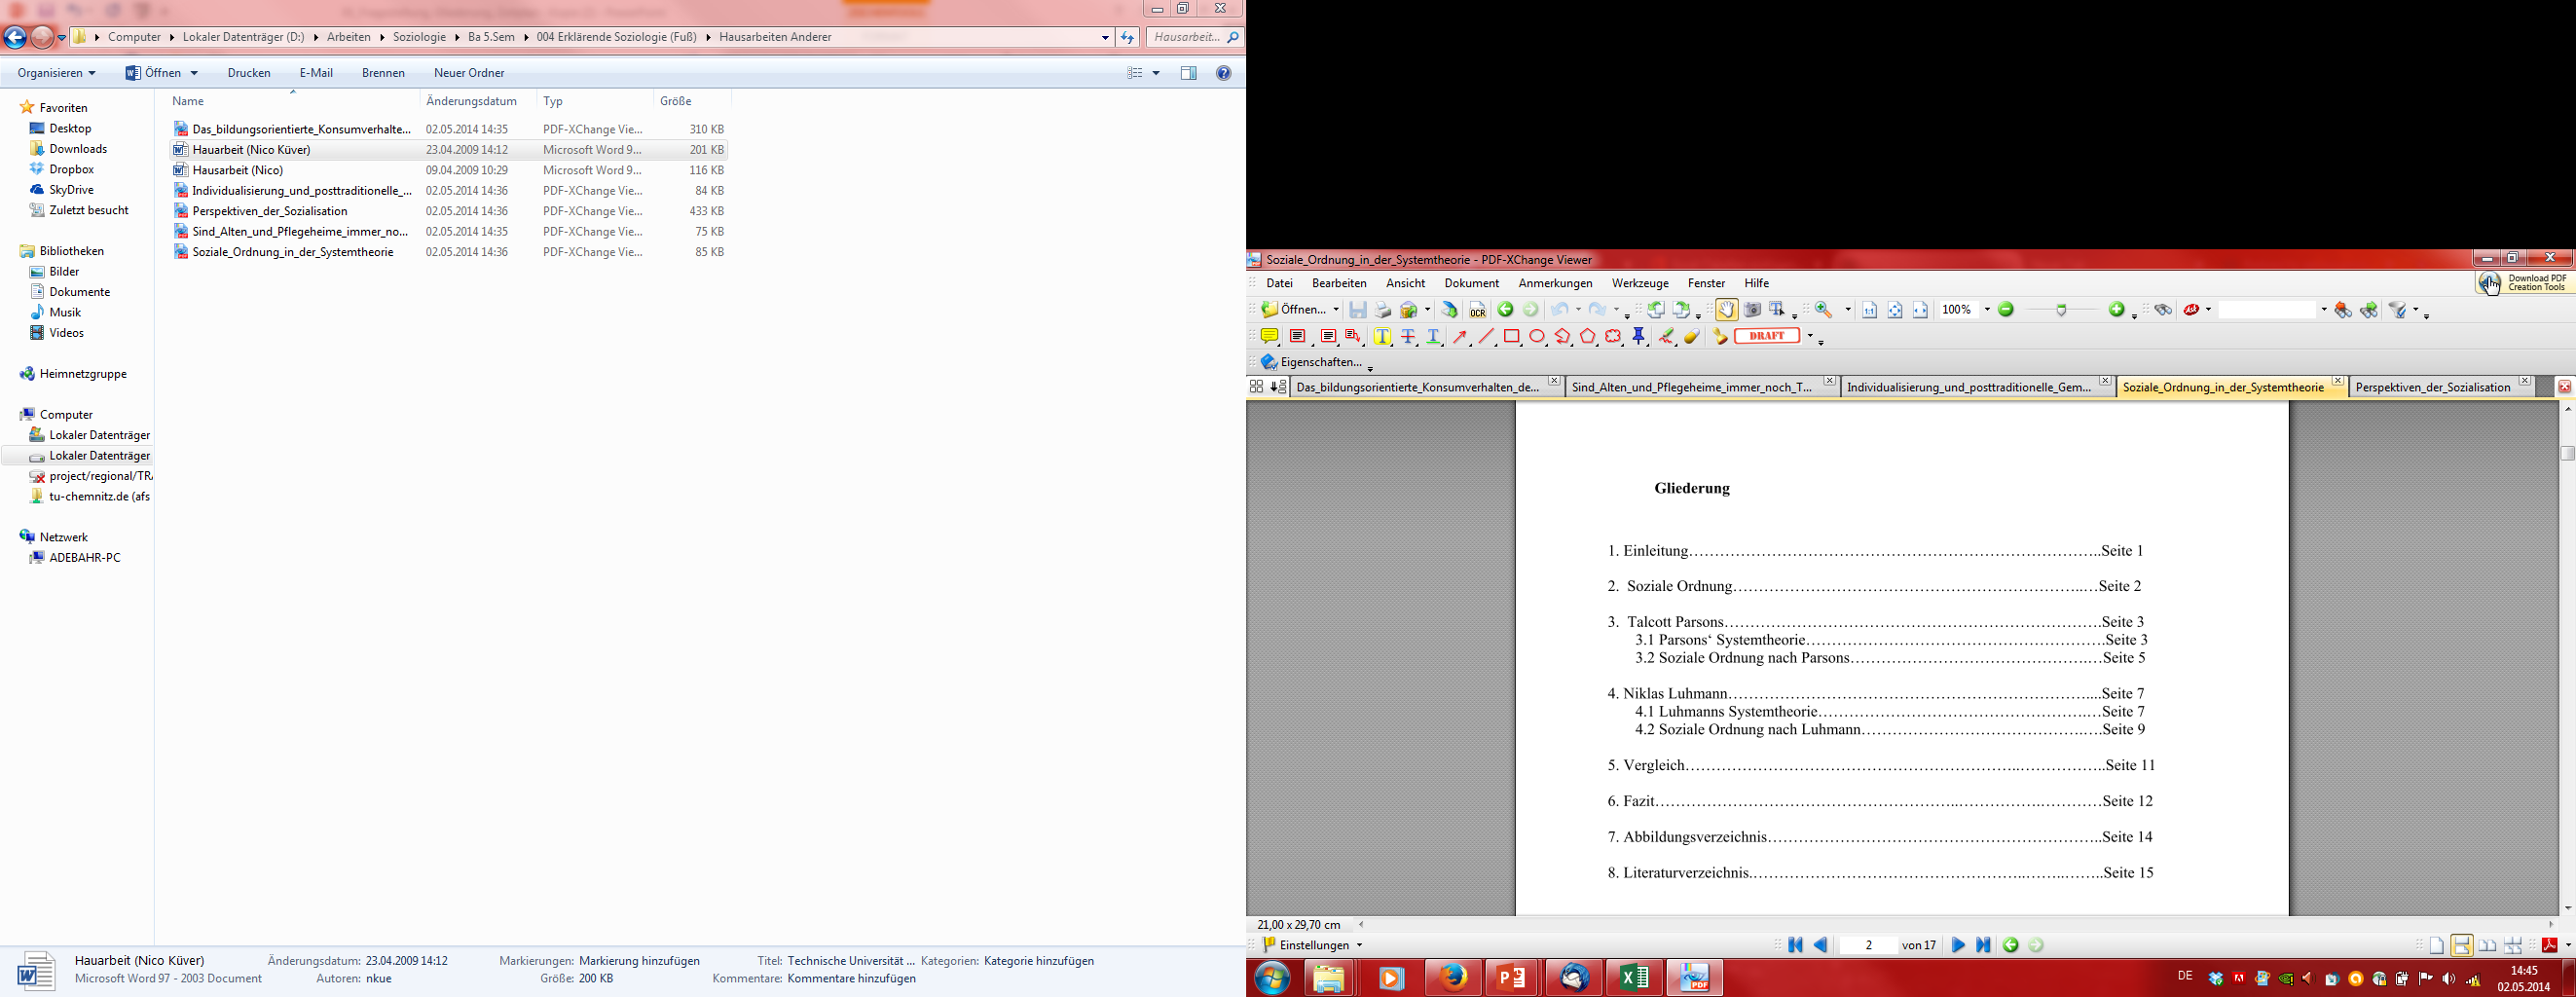 Computer ▸ Lokaler Datenträger (D:) ▸ Arbeiten ▸ Soziologie ▸ Ba 5.Sem ▸ 004 Erklärende Soziologie (Fuß) ▸ Hausarbeiten Anderer
Hausarbeit...
Organisieren Öffnen Drucken E-Mail Brennen Neuer Ordner
Favoriten
Desktop
Downloads
Dropbox
SkyDrive
Zuletzt besucht
Bibliotheken
Bilder
Dokumente
Musik
Videos
Heimnetzgruppe
Computer
Lokaler Datenträger
Lokaler Datenträger
project/regional/TR
tu-chemnitz.de (afs
Netzwerk
ADEBAHR-PC
Name Änderungsdatum Typ Größe
Das_bildungsorientierte_Konsumverhalte... 02.05.2014 14:35 PDF-XChange Vie... 310 KB
Hauarbeit (Nico Küver) 23.04.2009 14:12 Microsoft Word 9... 201 KB
Hausarbeit (Nico) 09.04.2009 10:29 Microsoft Word 9... 116 KB
Individualisierung_und_posttraditionelle_... 02.05.2014 14:36 PDF-XChange Vie... 84 KB
Perspektiven_der_Sozialisation 02.05.2014 14:36 PDF-XChange Vie... 433 KB
Sind_Alten_und_Pflegeheime_immer_no... 02.05.2014 14:35 PDF-XChange Vie... 75 KB
Soziale_Ordnung_in_der_Systemtheorie 02.05.2014 14:36 PDF-XChange Vie... 85 KB
Hauarbeit (Nico Küver) Änderungsdatum: 23.04.2009 14:12 Markierungen: Markierung hinzufügen Titel: Technische Universität ... Kategorien: Kategorie hinzufügen
Microsoft Word 97 - 2003 Document Autoren: nkue Größe: 200 KB Kommentare: Kommentare hinzufügen
Soziale_Ordnung_in_der_Systemtheorie - PDF-XChange Viewer
Datei Bearbeiten Ansicht Dokument Anmerkungen Werkzeuge Fenster Hilfe
Download PDF
Creation Tools
Öffnen... OCR 1:1 100%
DRAFT
Eigenschaften...
Das_bildungsorientierte_Konsumverhalten_de... Sind_Alten_und_Pflegeheime_immer_noch_T... Individualisierung_und_posttraditionelle_Gem... Soziale_Ordnung_in_der_Systemtheorie Perspektiven_der_Sozialisation
Gliederung
1. Einleitung……………………………………………………………………..Seite 1
2. Soziale Ordnung……………………………………………………………..…Seite 2
3. Talcott Parsons……………………………………………………………….Seite 3
3.1 Parsons‘ Systemtheorie………………………………………………….Seite 3
3.2 Soziale Ordnung nach Parsons……………………………………….…Seite 5
4. Niklas Luhmann……………………………………………………………....Seite 7
4.1 Luhmanns Systemtheorie…………………………………………….…Seite 7
4.2 Soziale Ordnung nach Luhmann…………………………………….…Seite 9
5. Vergleich………………………………………………………..……………..Seite 11
6. Fazit…………………………………………………..…………….…………Seite 12
7. Abbildungsverzeichnis………………………………………………………..Seite 14
8. Literaturverzeichnis……………………………………………..……..……..Seite 15
21,00 x 29,70 cm
Einstellungen 2 von 17
DE 14:45
02.05.2014